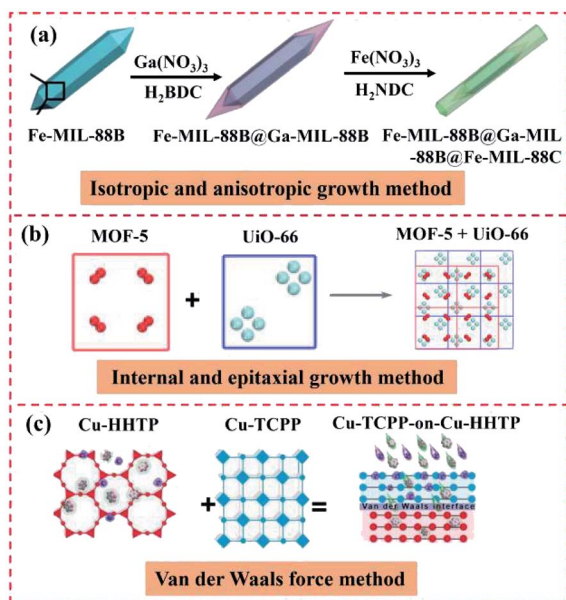 (a)
Ga(NO₃)₃
H₂BDC
Fe(NO₃)₃
H₂NDC
Fe-MIL-88B
Fe-MIL-88B@Ga-MIL-88B
Fe-MIL-88B@Ga-MIL
-88B@Fe-MIL-88C
Isotropic and anisotropic growth method
(b)
MOF-5
UiO-66
MOF-5 + UiO-66
+
Internal and epitaxial growth method
(c)
Cu-HHTP
Cu-TCPP
Cu-TCPP-on-Cu-HHTP
+
=
Van der Waals interface
Van der Waals force method